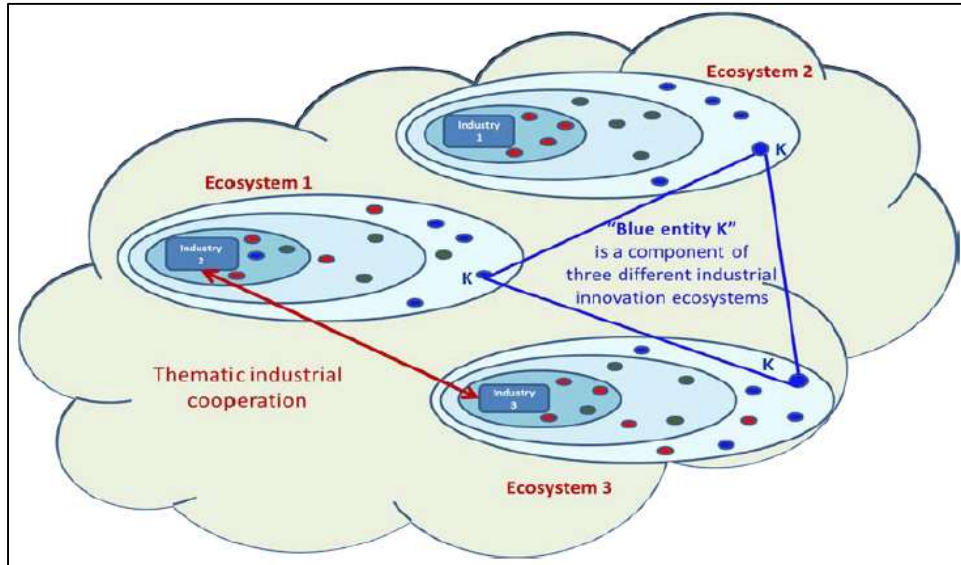 Ecosystem 2
Industry
1
K
Ecosystem 1
"Blue entity K"
is a component of
three different industrial
innovation ecosystems
Industry
2
K
K
Thematic industrial
cooperation
Industry
3
Ecosystem 3